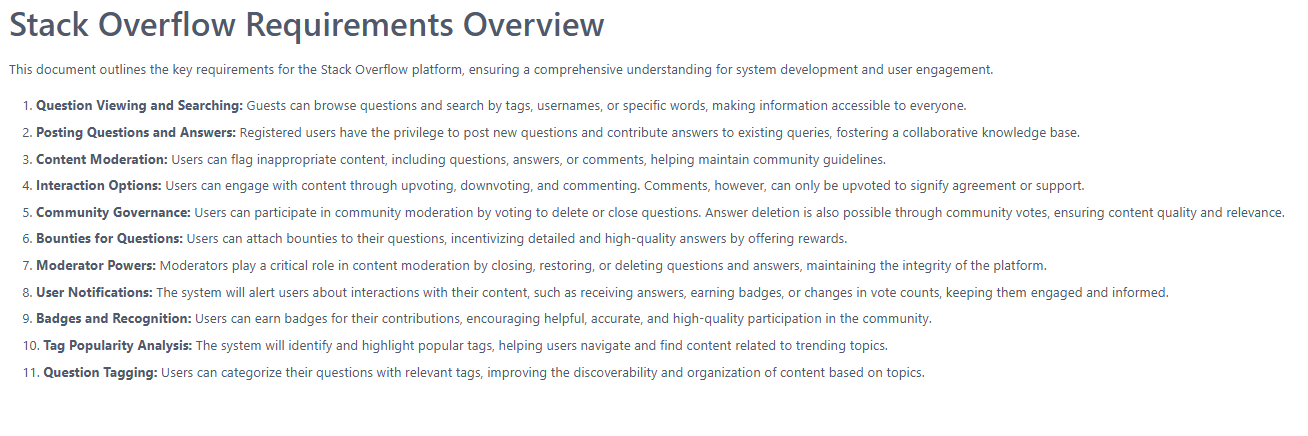 Stack Overflow Requirements Overview
This document outlines the key requirements for the Stack Overflow platform, ensuring a comprehensive understanding for system development and user engagement.
1. Question Viewing and Searching: Guests can browse questions and search by tags, usernames, or specific words, making information accessible to everyone.
2. Posting Questions and Answers: Registered users have the privilege to post new questions and contribute answers to existing queries, fostering a collaborative knowledge base.
3. Content Moderation: Users can flag inappropriate content, including questions, answers, or comments, helping maintain community guidelines.
4. Interaction Options: Users can engage with content through upvoting, downvoting, and commenting. Comments, however, can only be upvoted to signify agreement or support.
5. Community Governance: Users can participate in community moderation by voting to delete or close questions. Answer deletion is also possible through community votes, ensuring content quality and relevance.
6. Bounties for Questions: Users can attach bounties to their questions, incentivizing detailed and high-quality answers by offering rewards.
7. Moderator Powers: Moderators play a critical role in content moderation by closing, restoring, or deleting questions and answers, maintaining the integrity of the platform.
8. User Notifications: The system will alert users about interactions with their content, such as receiving answers, earning badges, or changes in vote counts, keeping them engaged and informed.
9. Badges and Recognition: Users can earn badges for their contributions, encouraging helpful, accurate, and high-quality participation in the community.
10. Tag Popularity Analysis: The system will identify and highlight popular tags, helping users navigate and find content related to trending topics.
11. Question Tagging: Users can categorize their questions with relevant tags, improving the discoverability and organization of content based on topics.